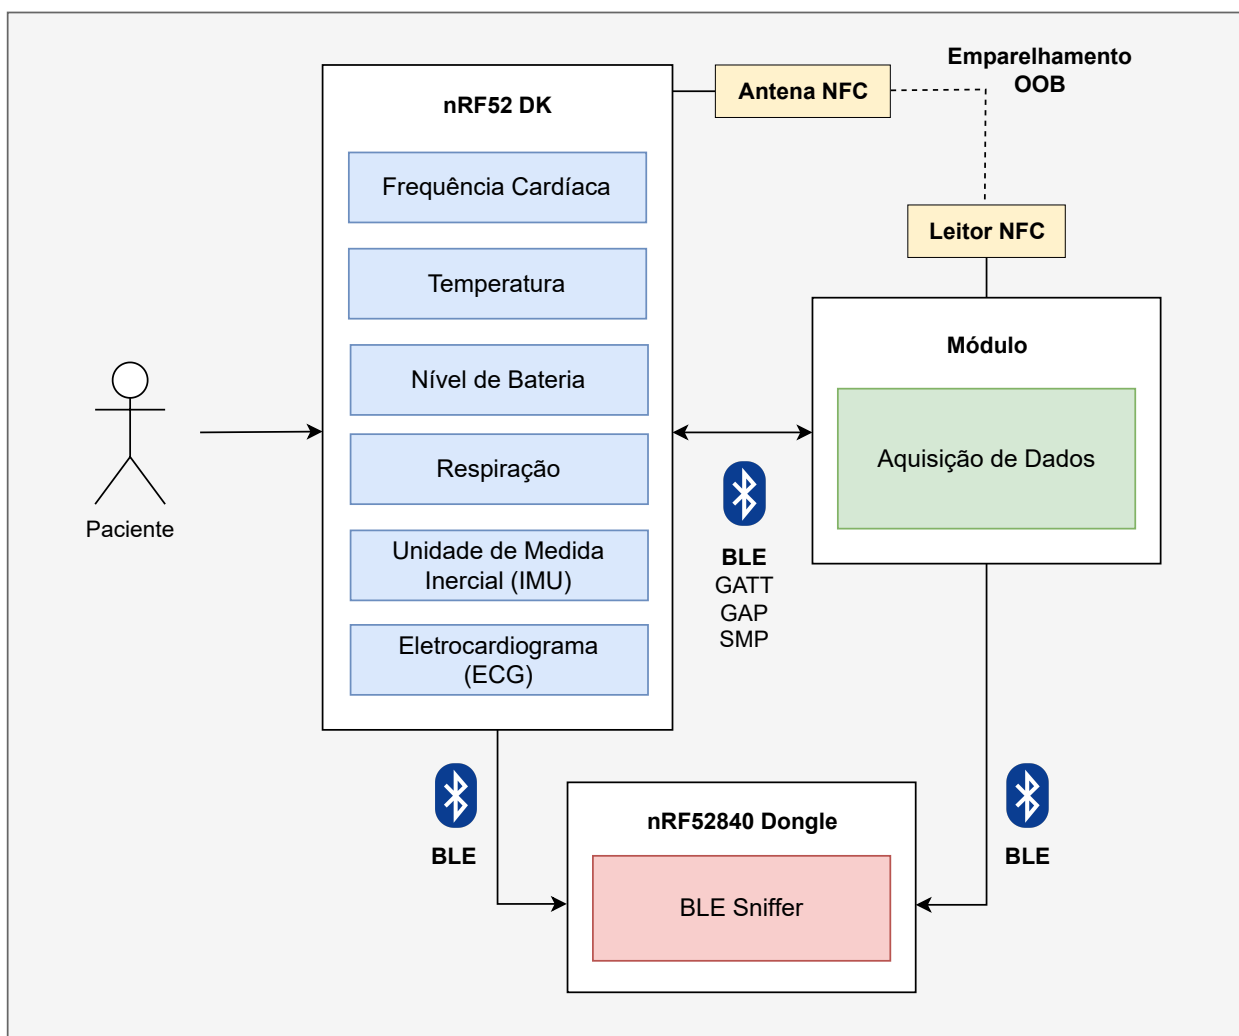 Emparelhamento
OOB
Antena NFC
nRF52 DK
Frequência Cardíaca
Leitor NFC
Temperatura
Módulo
Nível de Bateria
Aquisição de Dados
Respiração
Paciente
Unidade de Medida
Inercial (IMU)
BLE
GATT
GAP
SMP
Eletrocardiograma
(ECG)
nRF52840 Dongle
BLE
BLE
BLE Sniffer